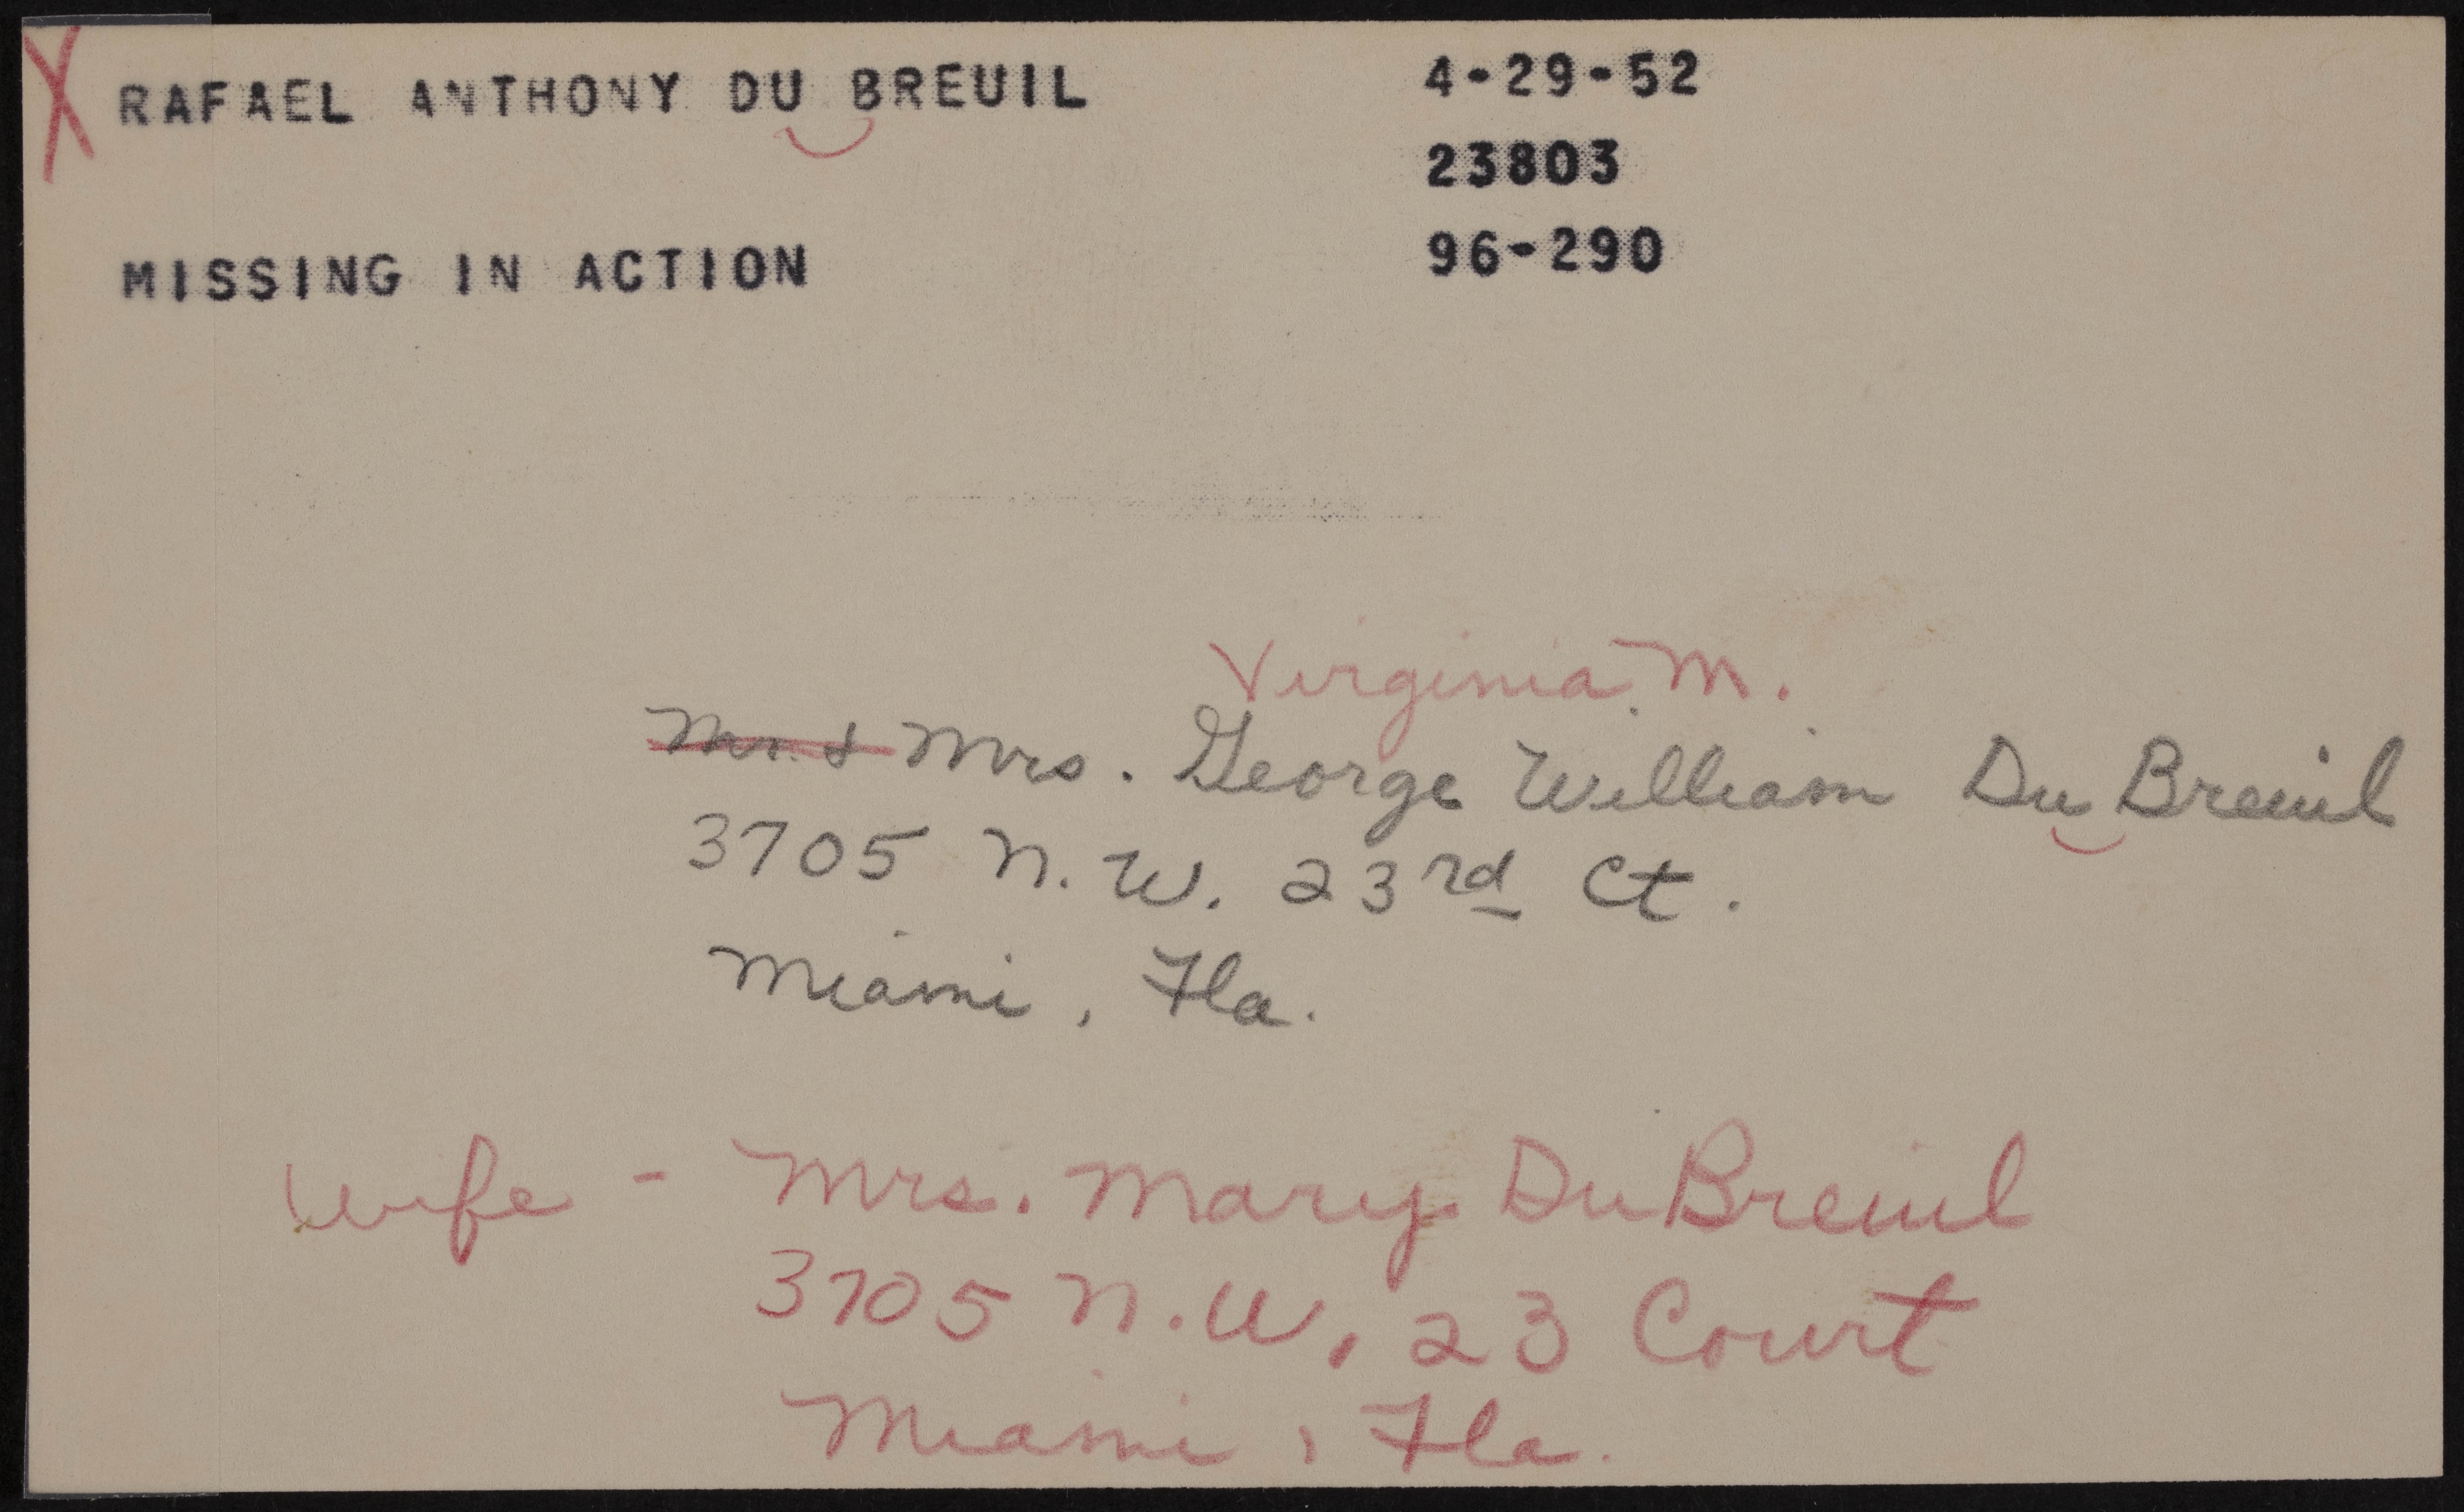 X RAFAEL ANTHONY DU BREUIL 4-29-52
23803
MISSING IN ACTION 96-290
Virginia M.
Mr. & Mrs. George William Du Breuil
3705 N.W. 23rd Ct.
Miami, Fla.
Wife - Mrs. Mary DuBreuil
3705 N.W. 23 Court
Miami, Fla.